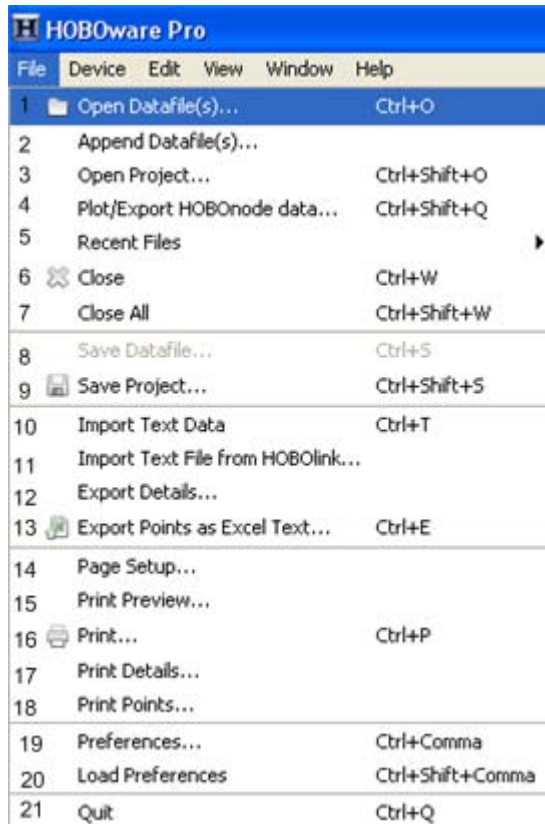 H HOBOware Pro
File Device Edit View Window Help
1 Open Datafile(s)... Ctrl+O
2 Append Datafile(s)...
3 Open Project... Ctrl+Shift+O
4 Plot/Export HOBOnode data... Ctrl+Shift+Q
5 Recent Files
6 Close Ctrl+W
7 Close All Ctrl+Shift+W
8 Save Datafile... Ctrl+S
9 Save Project... Ctrl+Shift+S
10 Import Text Data Ctrl+T
11 Import Text File from HOBOlink...
12 Export Details...
13 Export Points as Excel Text... Ctrl+E
14 Page Setup...
15 Print Preview...
16 Print... Ctrl+P
17 Print Details...
18 Print Points...
19 Preferences... Ctrl+Comma
20 Load Preferences Ctrl+Shift+Comma
21 Quit Ctrl+Q